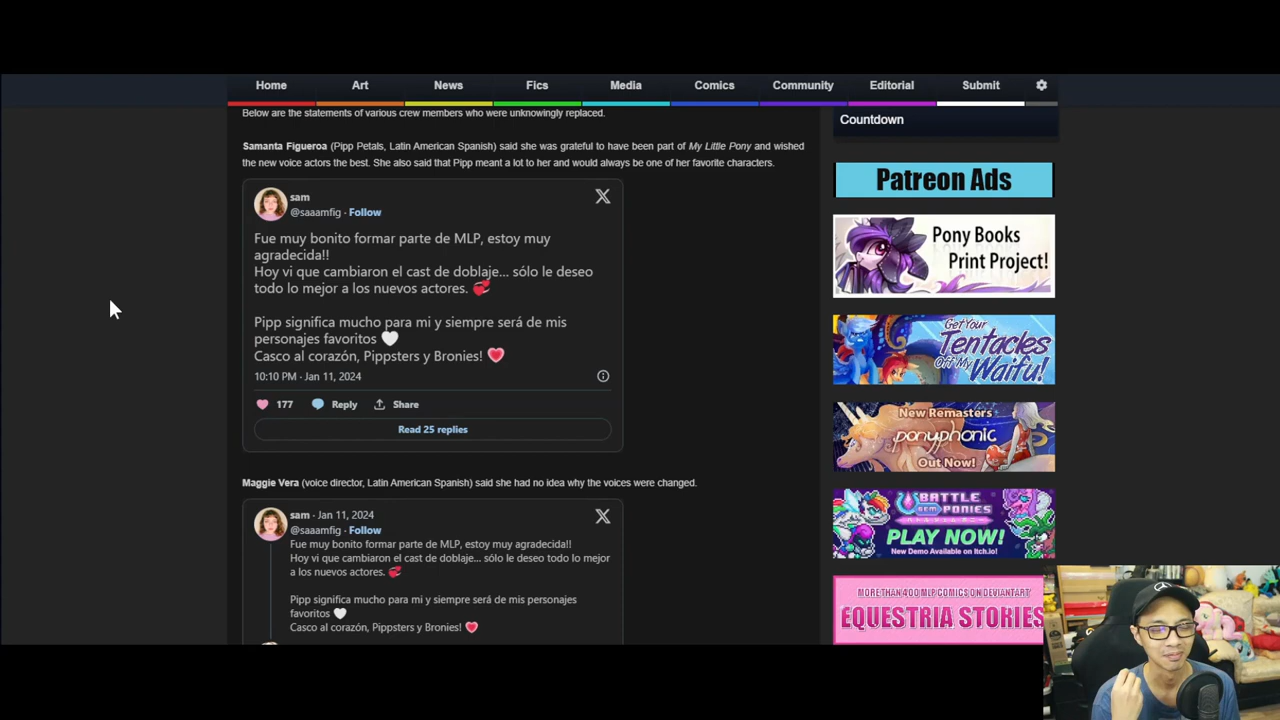 Home Art News Fics Media Comics Community Editorial Submit
Below are the statements of various crew members who were unknowingly replaced.
Samanta Figueroa (Pipp Petals, Latin American Spanish) said she was grateful to have been part of My Little Pony and wished
the new voice actors the best. She also said that Pipp meant a lot to her and would always be one of her favorite characters.
sam
@saaamfig · Follow
Fue muy bonito formar parte de MLP, estoy muy
agradecida!!
Hoy vi que cambiaron el cast de doblaje... sólo le deseo
todo lo mejor a los nuevos actores. 💞
Pipp significa mucho para mi y siempre será de mis
personajes favoritos 🤍
Casco al corazón, Pippsters y Bronies! 💗
10:10 PM · Jan 11, 2024
177 Reply Share
Read 25 replies
Maggie Vera (voice director, Latin American Spanish) said she had no idea why the voices were changed.
sam · Jan 11, 2024
@saaamfig · Follow
Fue muy bonito formar parte de MLP, estoy muy agradecida!!
Hoy vi que cambiaron el cast de doblaje... sólo le deseo todo lo mejor
a los nuevos actores. 💞
Pipp significa mucho para mi y siempre será de mis personajes
favoritos 🤍
Casco al corazón, Pippsters y Bronies! 💗
Countdown
Patreon Ads
Pony Books
Print Project!
Get Your
Tentacles
Off My
Waifu!
New Remasters
ponyphonic
Out Now!
BATTLE
GEM PONIES
PLAY NOW!
New Demo Available on Itch.io!
MORE THAN 400 MLP COMICS ON DEVIANTART
EQUESTRIA STORIES